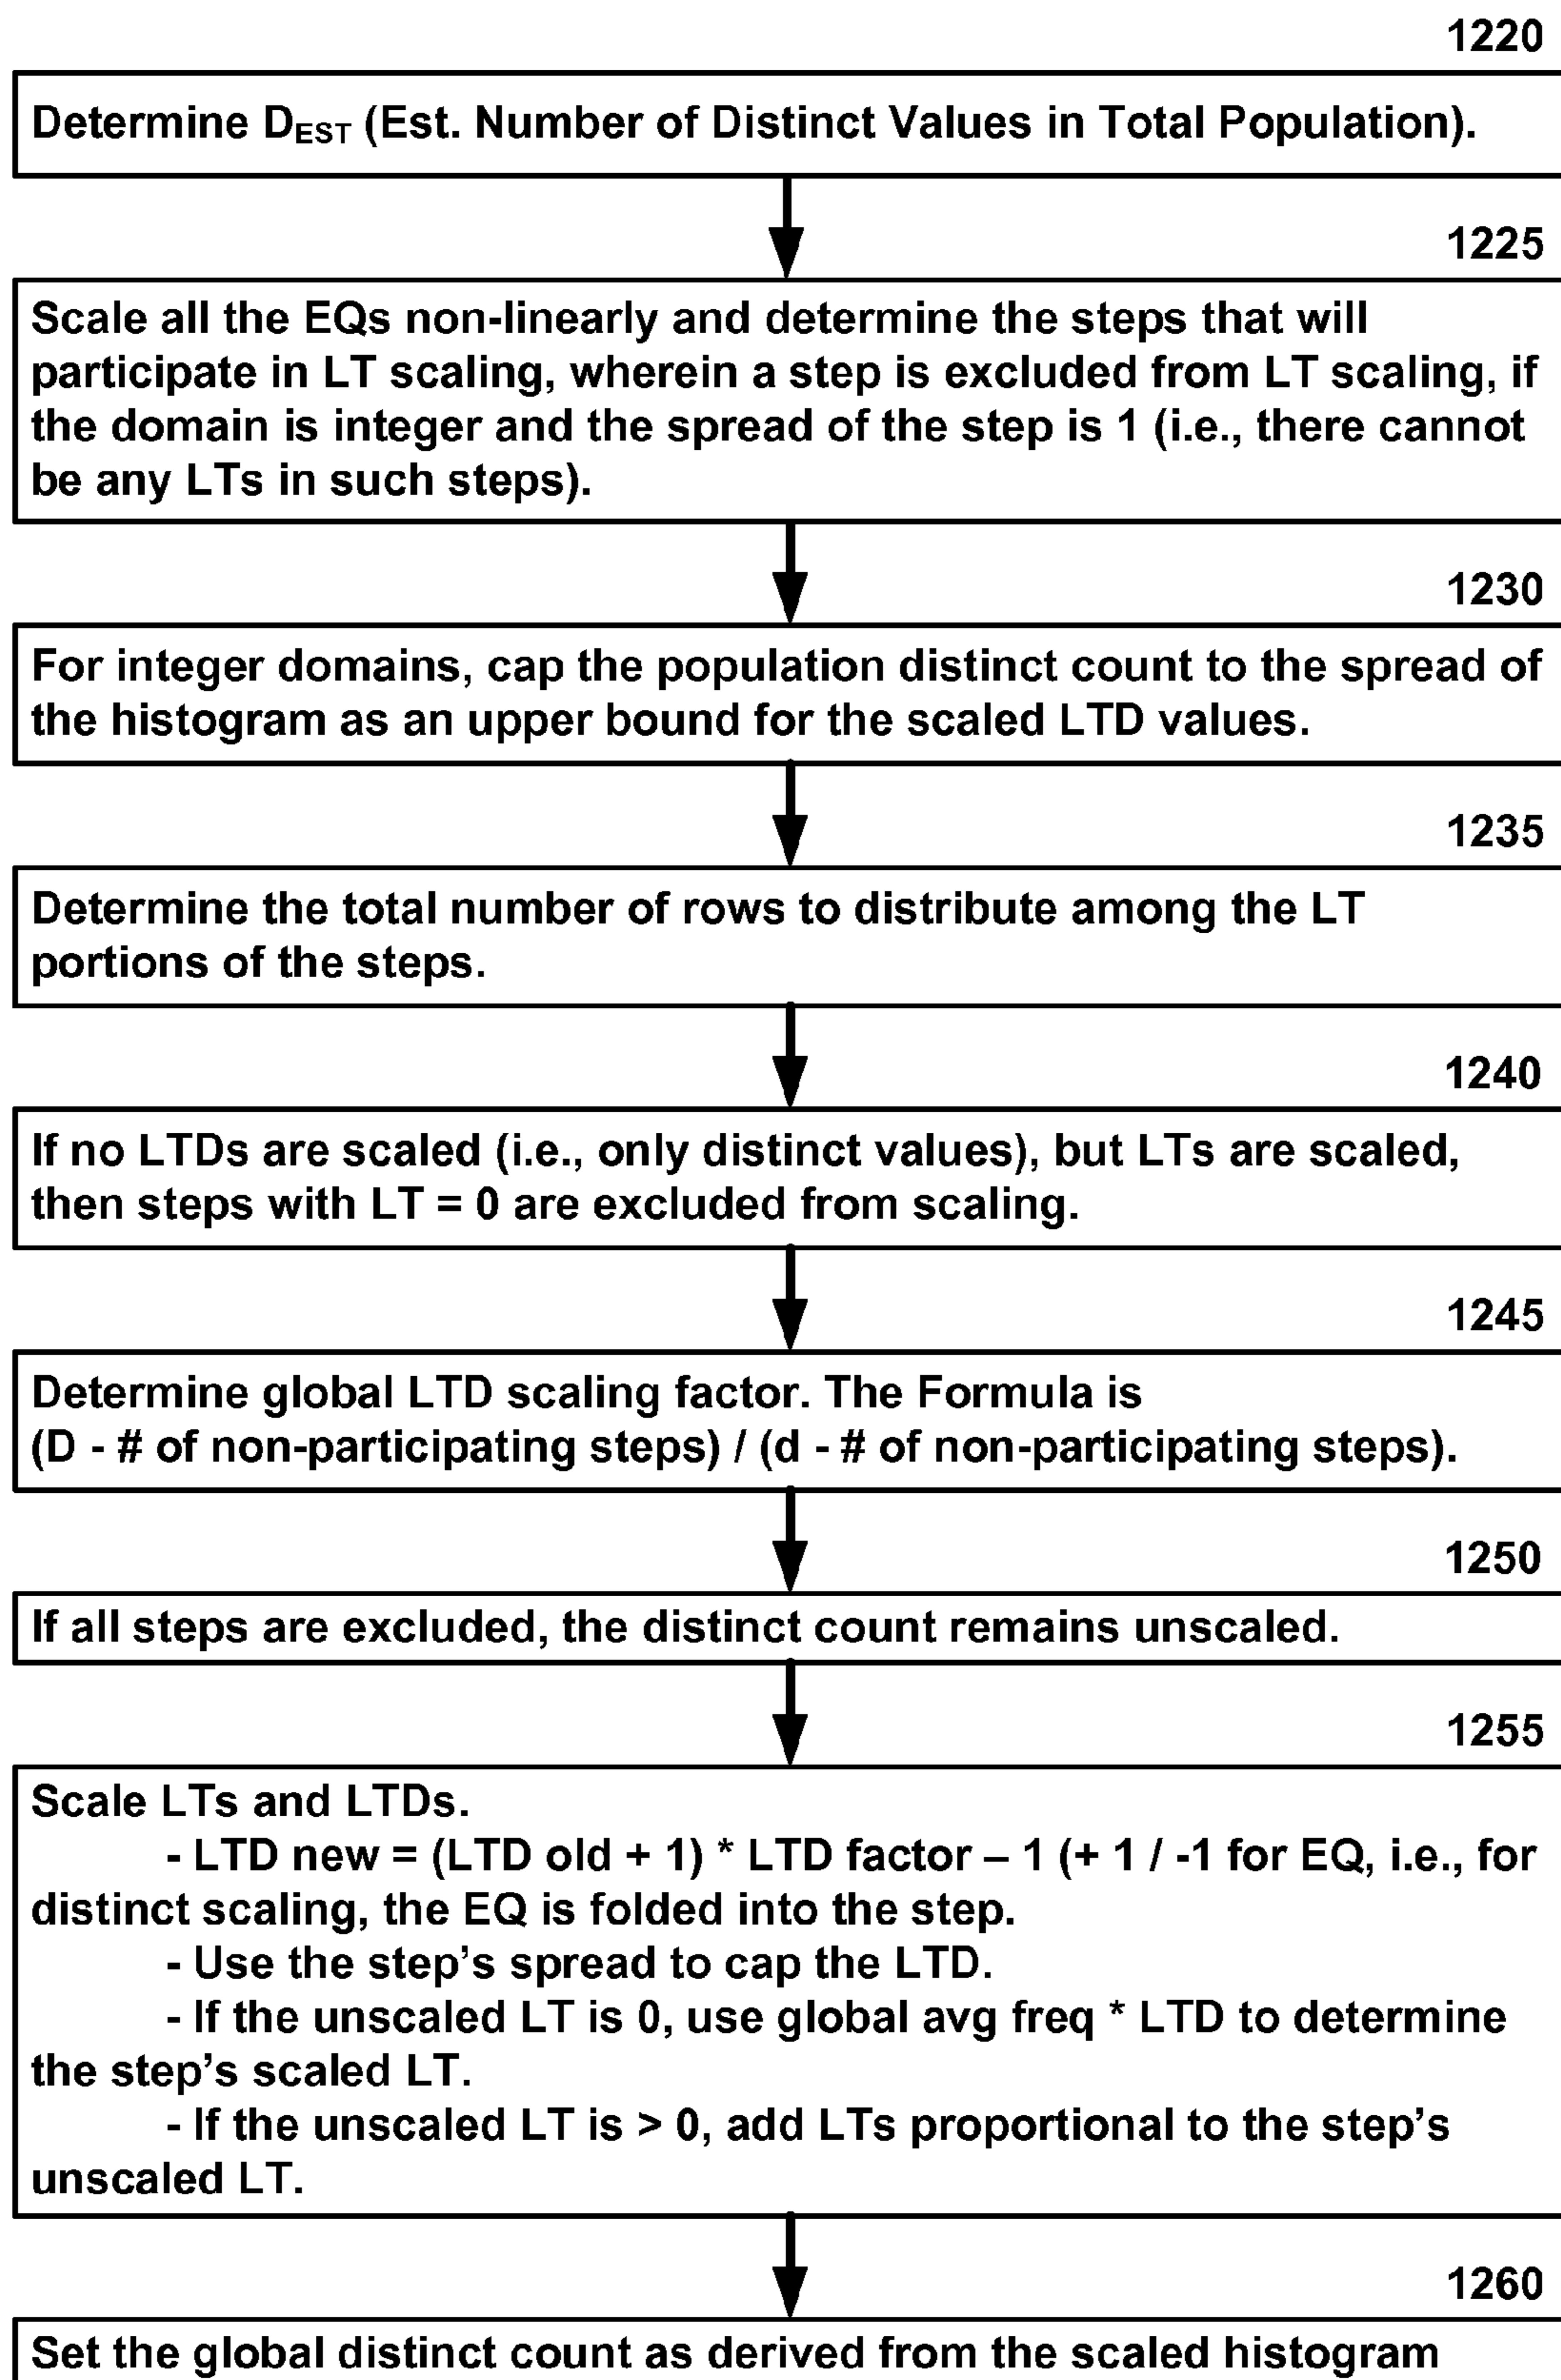 1220
Determine DEST (Est. Number of Distinct Values in Total Population).
1225
Scale all the EQs non-linearly and determine the steps that will
participate in LT scaling, wherein a step is excluded from LT scaling, if
the domain is integer and the spread of the step is 1 (i.e., there cannot
be any LTs in such steps).
1230
For integer domains, cap the population distinct count to the spread of
the histogram as an upper bound for the scaled LTD values.
1235
Determine the total number of rows to distribute among the LT
portions of the steps.
1240
If no LTDs are scaled (i.e., only distinct values), but LTs are scaled,
then steps with LT = 0 are excluded from scaling.
1245
Determine global LTD scaling factor. The Formula is
(D - # of non-participating steps) / (d - # of non-participating steps).
1250
If all steps are excluded, the distinct count remains unscaled.
1255
Scale LTs and LTDs.
- LTD new = (LTD old + 1) * LTD factor – 1 (+ 1 / -1 for EQ, i.e., for
distinct scaling, the EQ is folded into the step.
- Use the step's spread to cap the LTD.
- If the unscaled LT is 0, use global avg freq * LTD to determine
the step's scaled LT.
- If the unscaled LT is > 0, add LTs proportional to the step's
unscaled LT.
1260
Set the global distinct count as derived from the scaled histogram